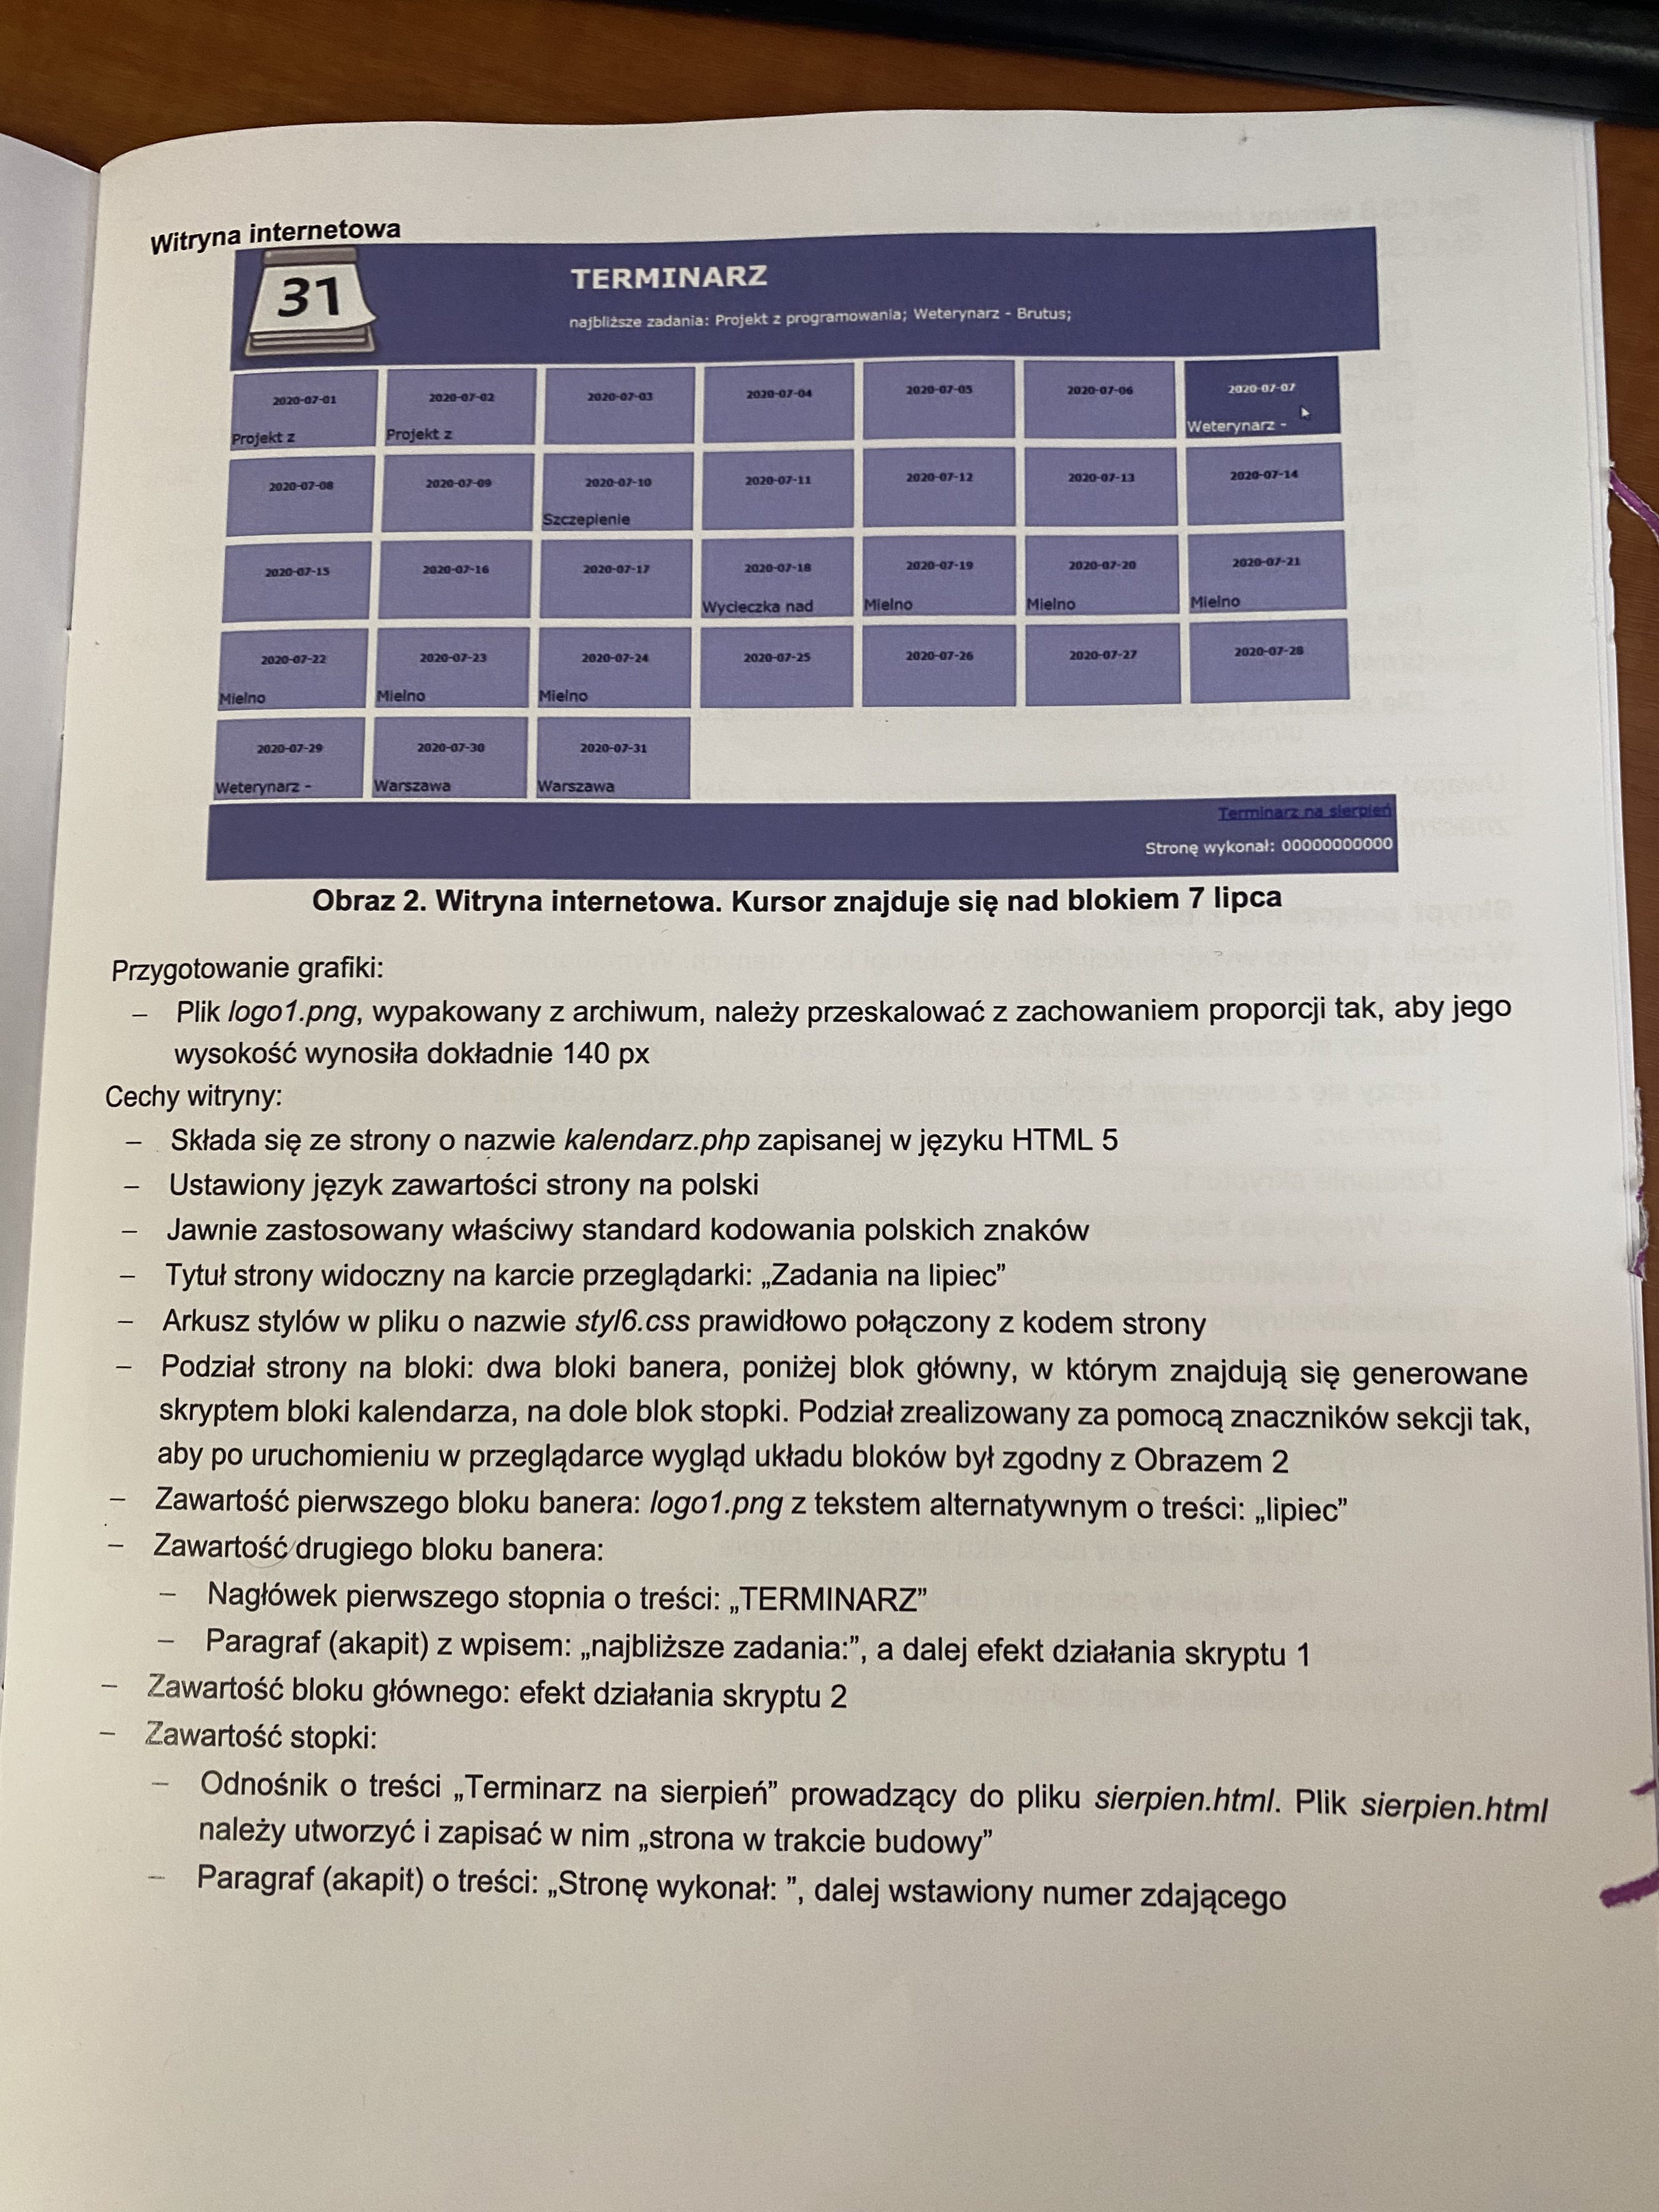 Witryna internetowa
31
TERMINARZ
najbliższe zadania: Projekt z programowania; Weterynarz - Brutus;
2020-07-01 2020-07-02 2020-07-03 2020-07-04 2020-07-05 2020-07-06 2020-07-07
Projekt z Projekt z Weterynarz -
2020-07-08 2020-07-09 2020-07-10 2020-07-11 2020-07-12 2020-07-13 2020-07-14
Szczepienie
2020-07-15 2020-07-16 2020-07-17 2020-07-18 2020-07-19 2020-07-20 2020-07-21
Wycieczka nad Mielno Mielno Mielno
2020-07-22 2020-07-23 2020-07-24 2020-07-25 2020-07-26 2020-07-27 2020-07-28
Mielno Mielno Mielno
2020-07-29 2020-07-30 2020-07-31
Weterynarz - Warszawa Warszawa
Terminarz na sierpień
Stronę wykonał: 00000000000
Obraz 2. Witryna internetowa. Kursor znajduje się nad blokiem 7 lipca
Przygotowanie grafiki:
– Plik logo1.png, wypakowany z archiwum, należy przeskalować z zachowaniem proporcji tak, aby jego
wysokość wynosiła dokładnie 140 px
Cechy witryny:
– Składa się ze strony o nazwie kalendarz.php zapisanej w języku HTML 5
– Ustawiony język zawartości strony na polski
– Jawnie zastosowany właściwy standard kodowania polskich znaków
– Tytuł strony widoczny na karcie przeglądarki: „Zadania na lipiec”
– Arkusz stylów w pliku o nazwie styl6.css prawidłowo połączony z kodem strony
– Podział strony na bloki: dwa bloki banera, poniżej blok główny, w którym znajdują się generowane
skryptem bloki kalendarza, na dole blok stopki. Podział zrealizowany za pomocą znaczników sekcji tak,
aby po uruchomieniu w przeglądarce wygląd układu bloków był zgodny z Obrazem 2
– Zawartość pierwszego bloku banera: logo1.png z tekstem alternatywnym o treści: „lipiec”
– Zawartość drugiego bloku banera:
– Nagłówek pierwszego stopnia o treści: „TERMINARZ”
– Paragraf (akapit) z wpisem: „najbliższe zadania:”, a dalej efekt działania skryptu 1
– Zawartość bloku głównego: efekt działania skryptu 2
– Zawartość stopki:
– Odnośnik o treści „Terminarz na sierpień” prowadzący do pliku sierpien.html. Plik sierpien.html
należy utworzyć i zapisać w nim „strona w trakcie budowy”
– Paragraf (akapit) o treści: „Stronę wykonał: ”, dalej wstawiony numer zdającego